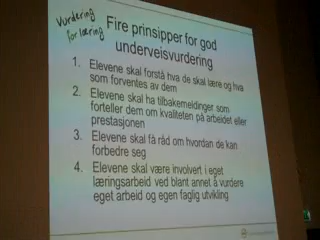 Vurdering
for læring
Fire prinsipper for god
underveisvurdering
1. Elevene skal forstå hva de skal lære og hva
som forventes av dem
2. Elevene skal ha tilbakemeldinger som
forteller dem om kvaliteten på arbeidet eller
prestasjonen
3. Elevene skal få råd om hvordan de kan
forbedre seg
4. Elevene skal være involvert i eget
læringsarbeid ved blant annet å vurdere
eget arbeid og egen faglig utvikling